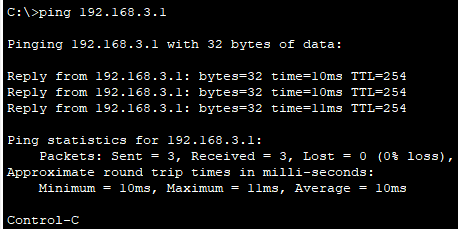 C:\>ping 192.168.3.1
Pinging 192.168.3.1 with 32 bytes of data:
Reply from 192.168.3.1: bytes=32 time=10ms TTL=254
Reply from 192.168.3.1: bytes=32 time=10ms TTL=254
Reply from 192.168.3.1: bytes=32 time=11ms TTL=254
Ping statistics for 192.168.3.1:
    Packets: Sent = 3, Received = 3, Lost = 0 (0% loss),
Approximate round trip times in milli-seconds:
    Minimum = 10ms, Maximum = 11ms, Average = 10ms
Control-C